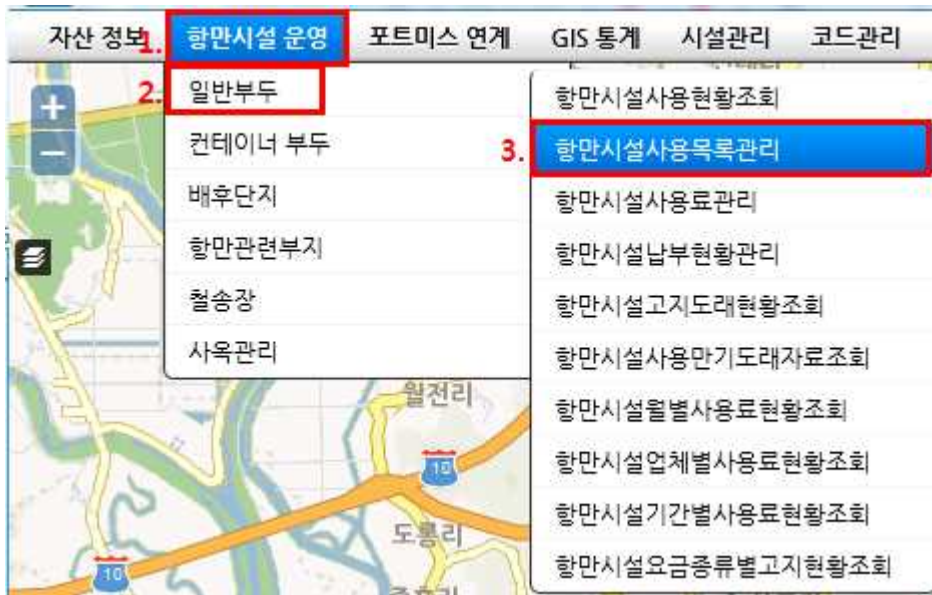 자산 정보 1. 항만시설 운영 포트미스 연계 GIS 통계 시설관리 코드관리
2. 일반부두
컨테이너 부두
배후단지
항만관련부지
철송장
사옥관리
항만시설사용현황조회
3. 항만시설사용목록관리
항만시설사용료관리
항만시설납부현황관리
항만시설고지도래현황조회
항만시설사용만기도래자료조회
항만시설월별사용료현황조회
항만시설업체별사용료현황조회
항만시설기간별사용료현황조회
항만시설요금종류별고지현황조회
월전리
10
도롱리
10